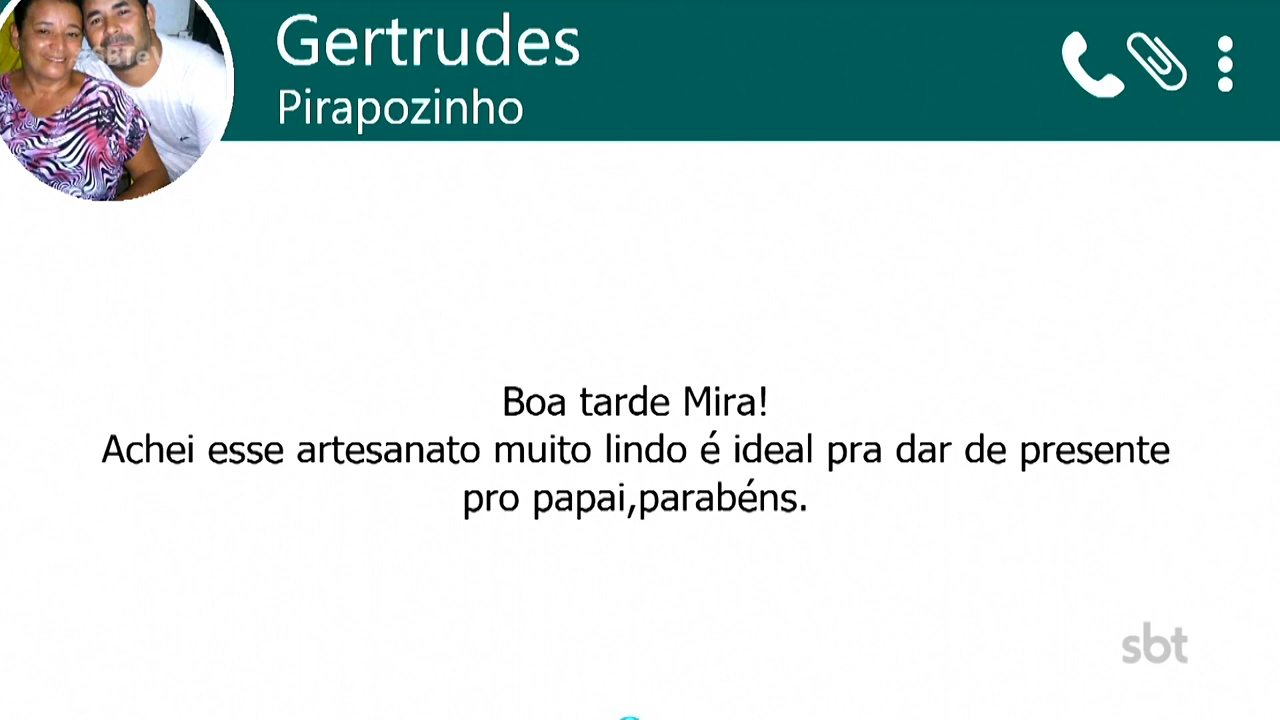 Gertrudes
Pirapozinho
Boa tarde Mira!
Achei esse artesanato muito lindo é ideal pra dar de presente
pro papai,parabéns.
sbt